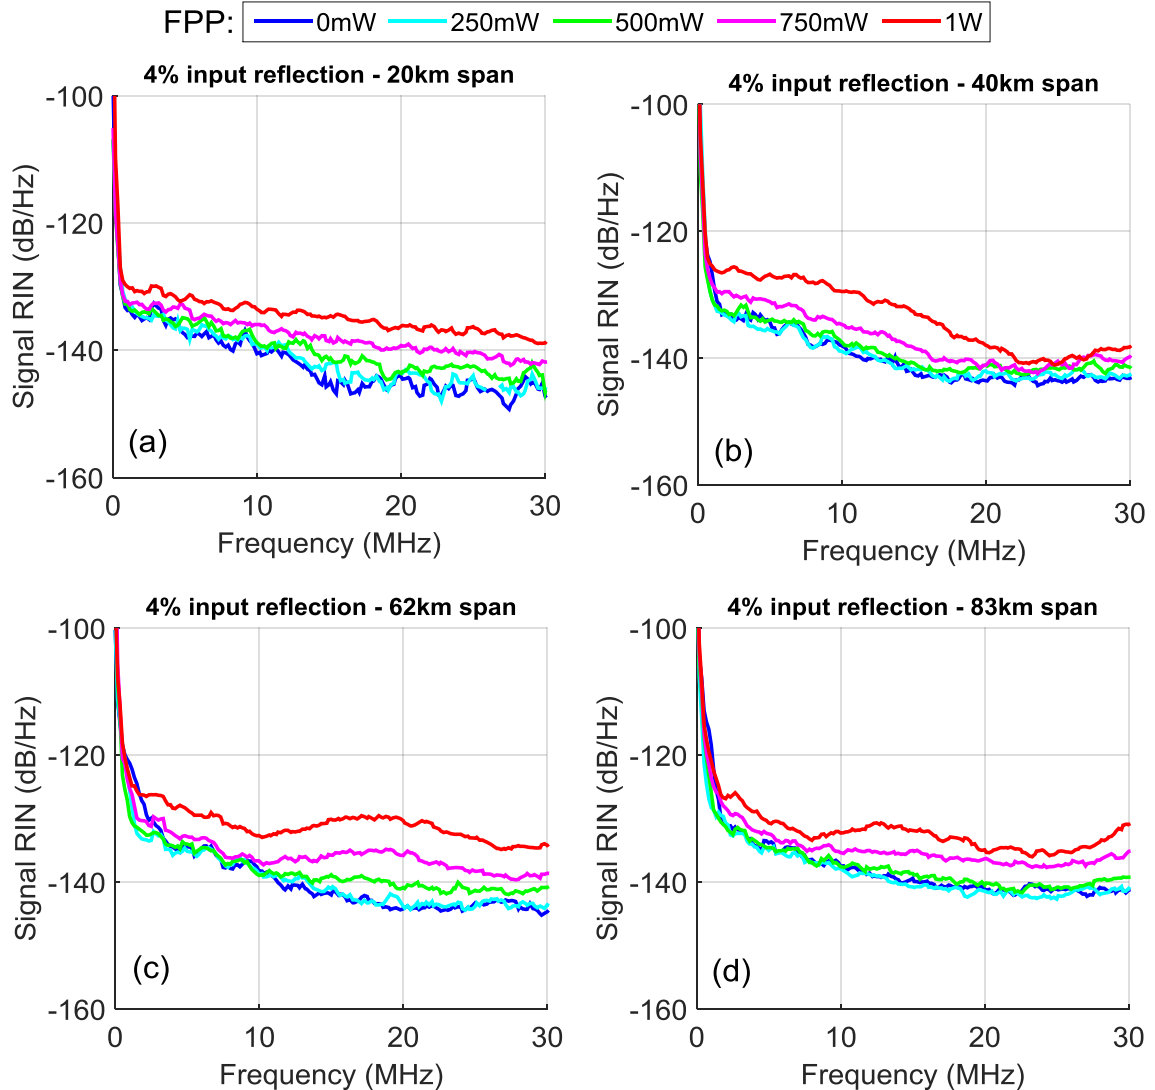 FPP: 0mW 250mW 500mW 750mW 1W
4% input reflection - 20km span
-100
-120
-140
-160
Signal RIN (dB/Hz)
(a)
0 10 20 30
Frequency (MHz)
4% input reflection - 40km span
-100
-120
-140
-160
Signal RIN (dB/Hz)
(b)
0 10 20 30
Frequency (MHz)
4% input reflection - 62km span
-100
-120
-140
-160
Signal RIN (dB/Hz)
(c)
0 10 20 30
Frequency (MHz)
4% input reflection - 83km span
-100
-120
-140
-160
Signal RIN (dB/Hz)
(d)
0 10 20 30
Frequency (MHz)